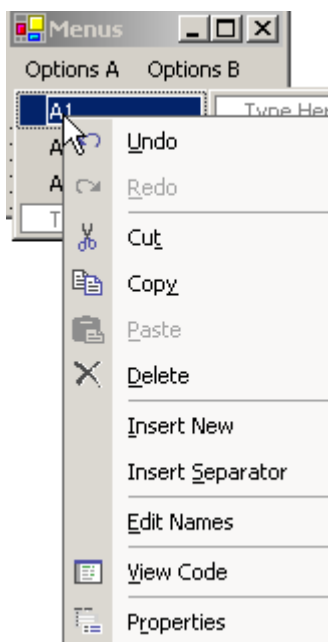 Menus
Options A Options B
A1
Type Her
A
A
T
Undo
Redo
Cut
Copy
Paste
Delete
Insert New
Insert Separator
Edit Names
View Code
Properties